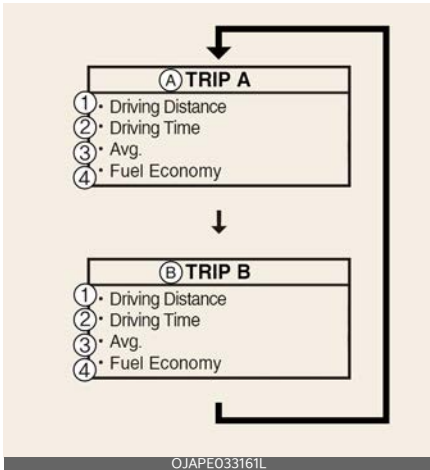 Ⓐ TRIP A
① • Driving Distance
② • Driving Time
③ • Avg.
④ • Fuel Economy
Ⓑ TRIP B
① • Driving Distance
② • Driving Time
③ • Avg.
④ • Fuel Economy
OJAPE033161L